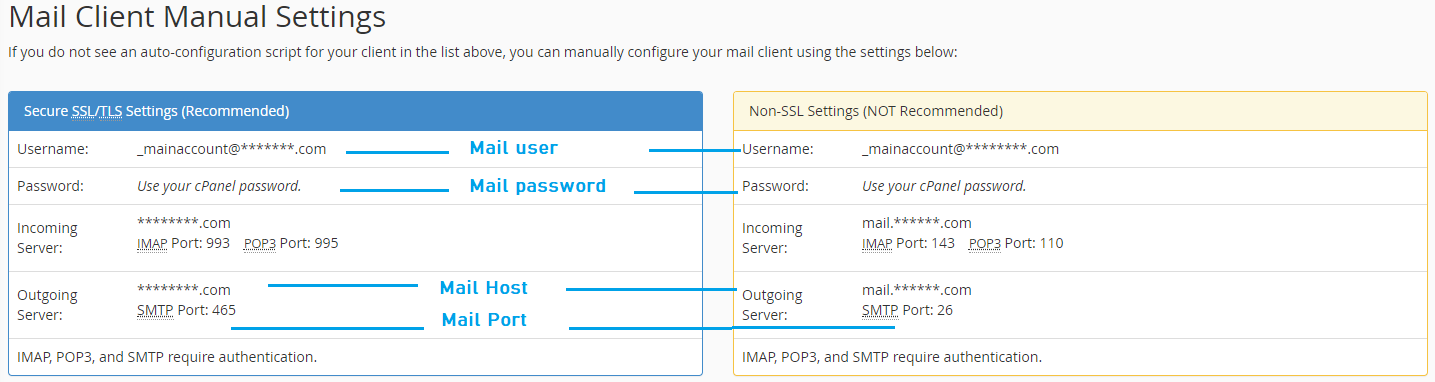 Mail Client Manual Settings
If you do not see an auto-configuration script for your client in the list above, you can manually configure your mail client using the settings below:
Secure SSL/TLS Settings (Recommended)
Username: _mainaccount@*******.com
Password: Use your cPanel password.
Incoming Server: ********.com
IMAP Port: 993 POP3 Port: 995
Outgoing Server: ********.com
SMTP Port: 465
IMAP, POP3, and SMTP require authentication.
Mail user
Mail password
Mail Host
Mail Port
Non-SSL Settings (NOT Recommended)
Username: _mainaccount@********.com
Password: Use your cPanel password.
Incoming Server: mail.******.com
IMAP Port: 143 POP3 Port: 110
Outgoing Server: mail.******.com
SMTP Port: 26
IMAP, POP3, and SMTP require authentication.